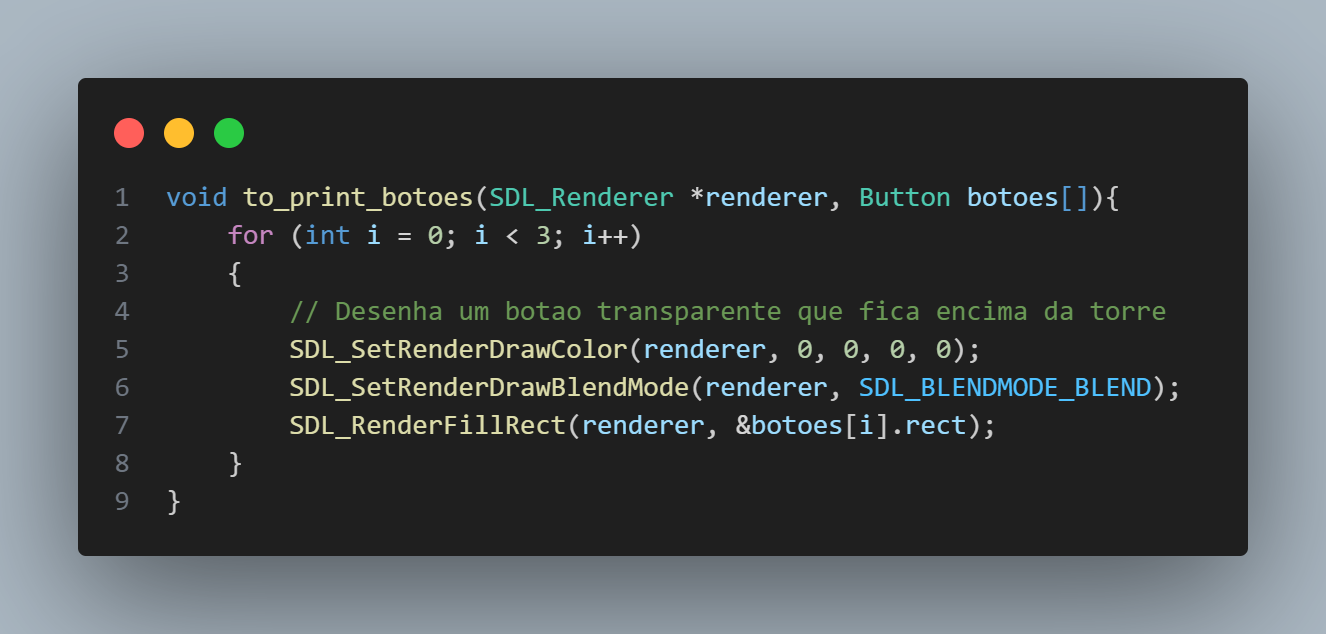 1 void to_print_botoes(SDL_Renderer *renderer, Button botoes[]){
2     for (int i = 0; i < 3; i++)
3     {
4         // Desenha um botao transparente que fica encima da torre
5         SDL_SetRenderDrawColor(renderer, 0, 0, 0, 0);
6         SDL_SetRenderDrawBlendMode(renderer, SDL_BLENDMODE_BLEND);
7         SDL_RenderFillRect(renderer, &botoes[i].rect);
8     }
9 }